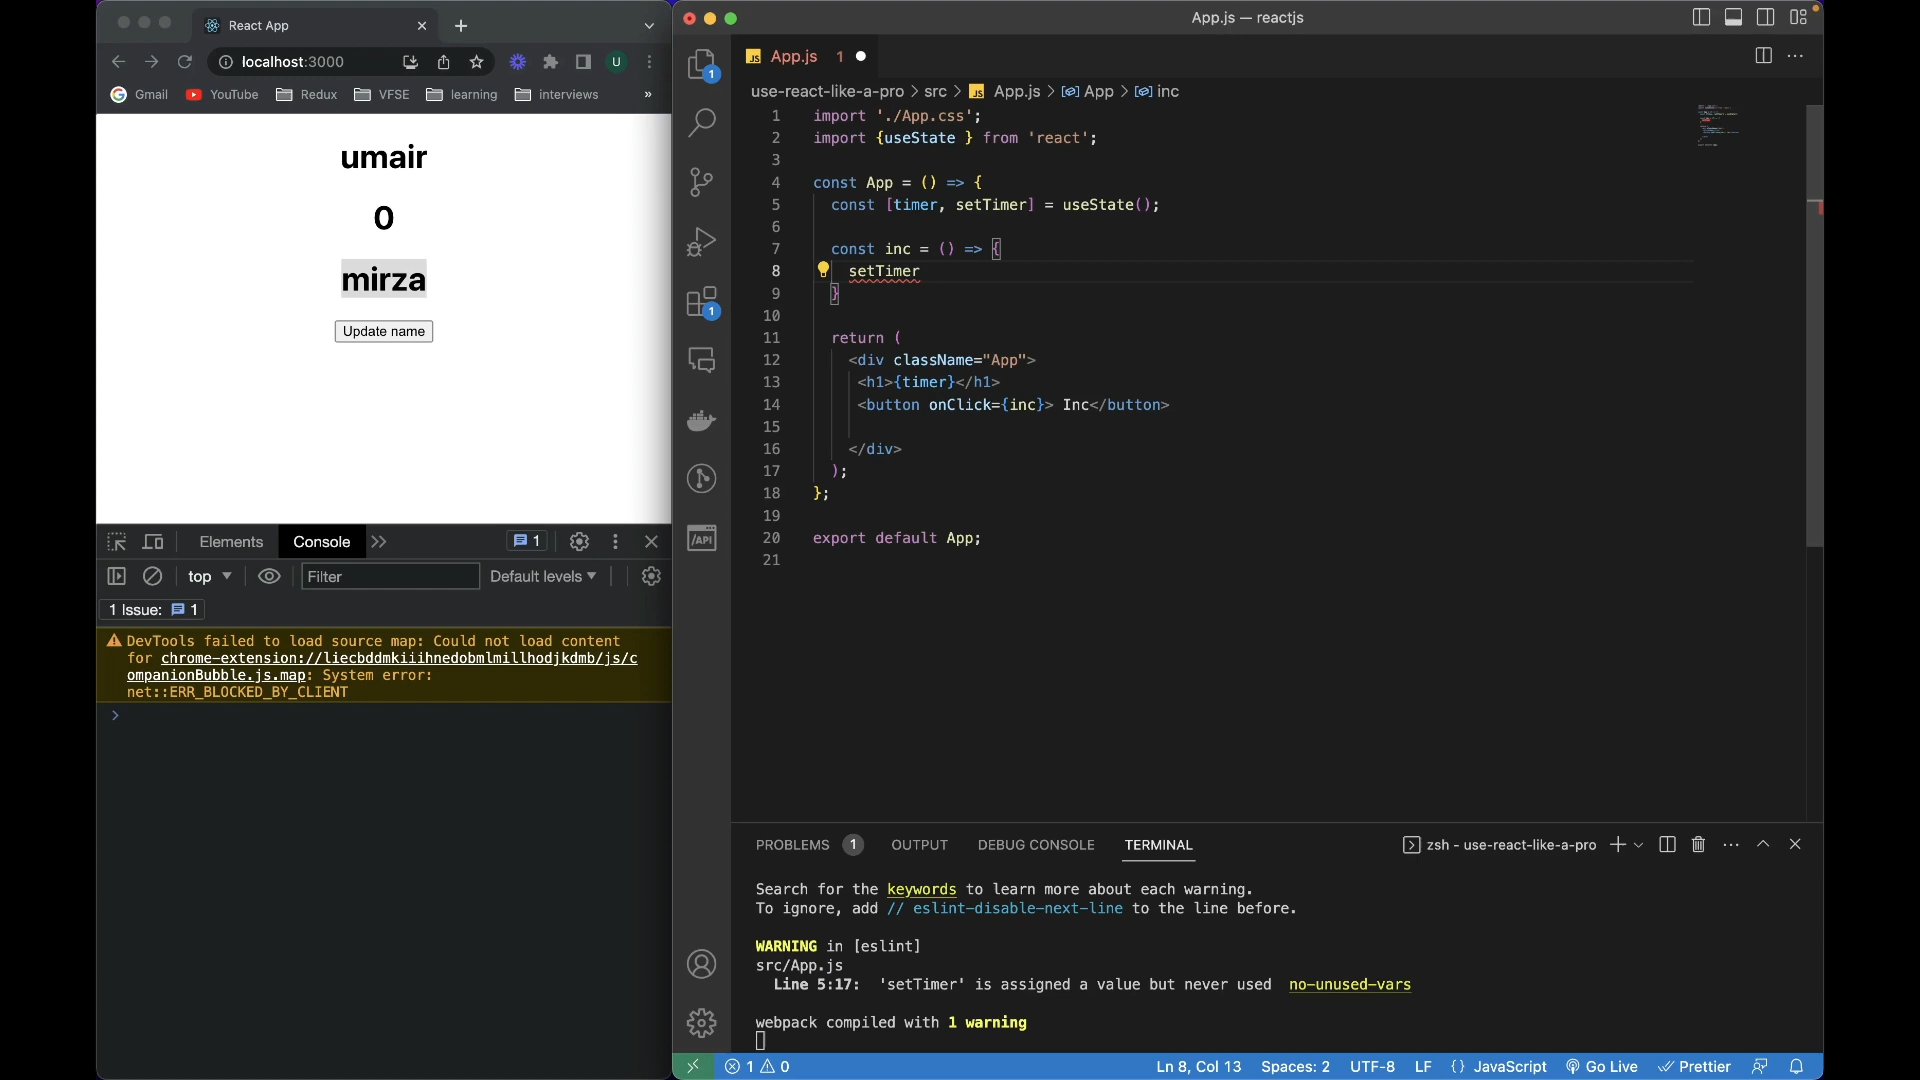 React App
localhost:3000
U
Gmail YouTube Redux VFSE learning interviews »
umair
0
mirza
Update name
Elements Console 1
top Filter Default levels
1 Issue: 1
DevTools failed to load source map: Could not load content
for chrome-extension://liecbddmkiiihnedobmlmillhodjkdmb/js/c
ompanionBubble.js.map: System error:
net::ERR_BLOCKED_BY_CLIENT
App.js — reactjs
JS App.js 1
use-react-like-a-pro > src > JS App.js > App > inc
1 import './App.css';
2 import {useState } from 'react';
3
4 const App = () => {
5 const [timer, setTimer] = useState();
6
7 const inc = () => {
8 setTimer
9 }
10
11 return (
12 <div className="App">
13 <h1>{timer}</h1>
14 <button onClick={inc}> Inc</button>
15
16 </div>
17 );
18 };
19
20 export default App;
21
1
1
/API
PROBLEMS 1 OUTPUT DEBUG CONSOLE TERMINAL zsh - use-react-like-a-pro
Search for the keywords to learn more about each warning.
To ignore, add // eslint-disable-next-line to the line before.
WARNING in [eslint]
src/App.js
Line 5:17: 'setTimer' is assigned a value but never used no-unused-vars
webpack compiled with 1 warning
1 0 Ln 8, Col 13 Spaces: 2 UTF-8 LF {} JavaScript Go Live Prettier